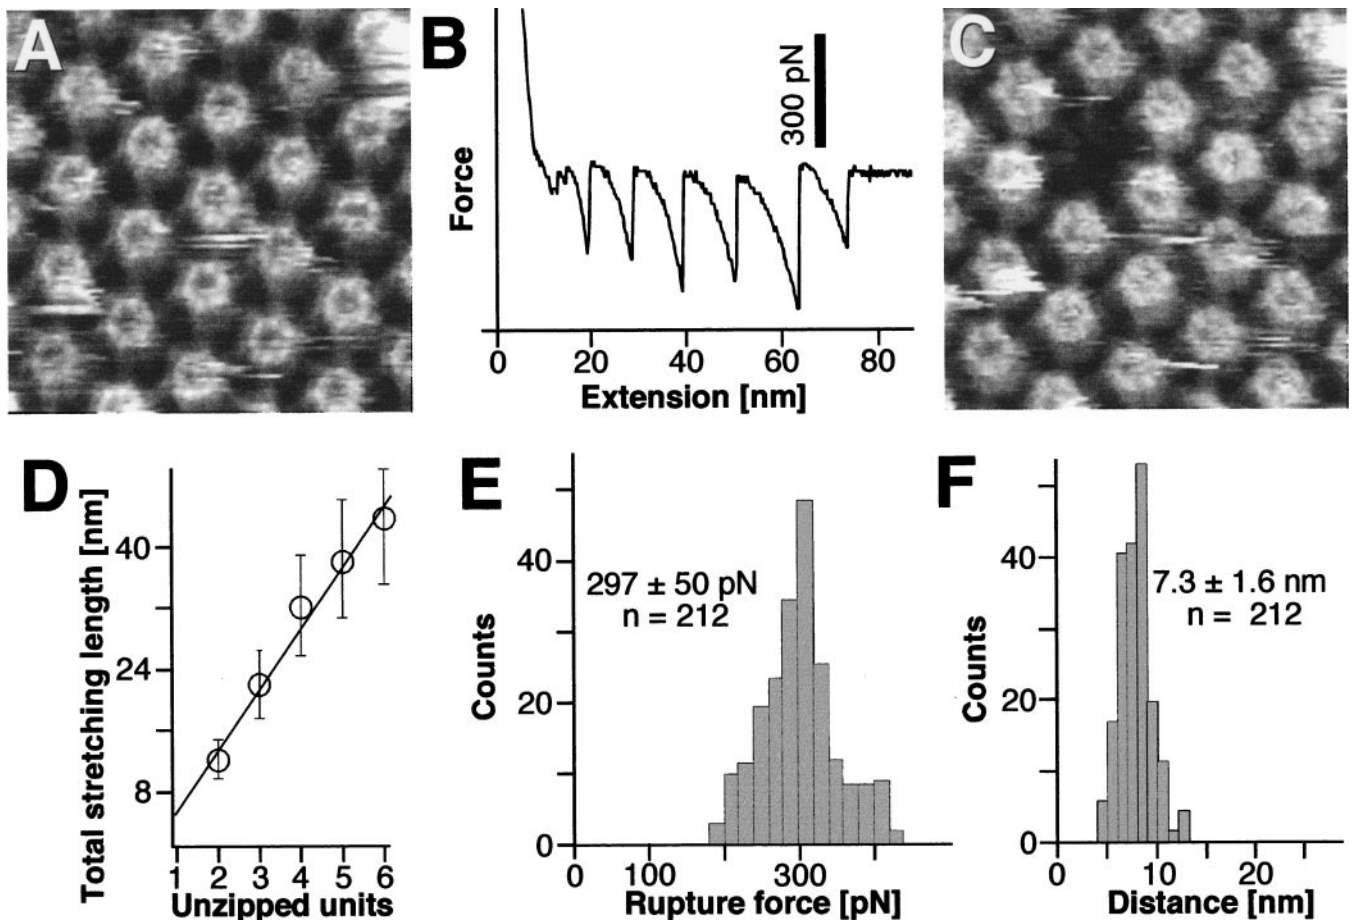 A
B
300 pN
Force
0 20 40 60 80
Extension [nm]
C
D
Total stretching length [nm]
40
24
8
1 2 3 4 5 6
Unzipped units
E
Counts
40
20
0
297 ± 50 pN
n = 212
0 100 300
Rupture force [pN]
F
Counts
40
20
0
7.3 ± 1.6 nm
n = 212
0 10 20
Distance [nm]